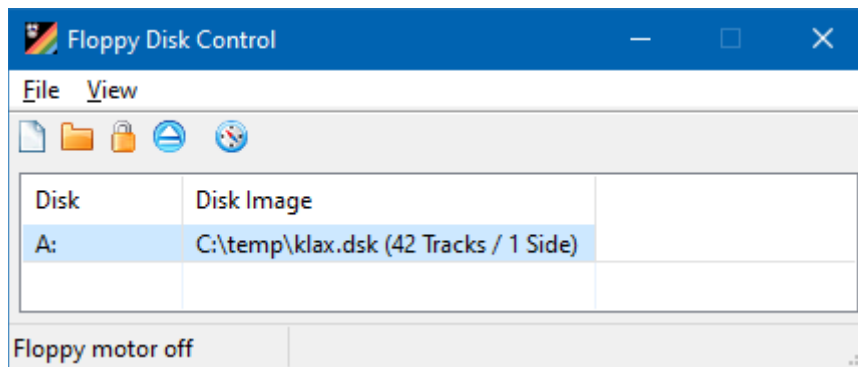 Floppy Disk Control
File View
Disk Disk Image
A: C:\temp\klax.dsk (42 Tracks / 1 Side)
Floppy motor off